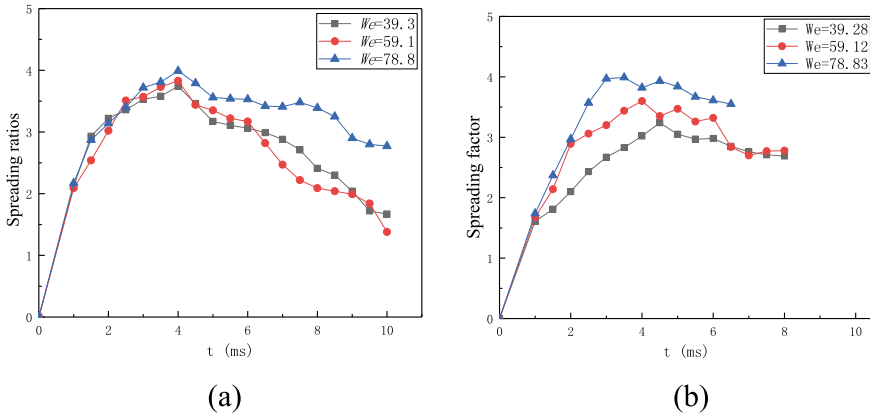 5
4
3
2
1
0
Spreading ratios
We=39.3
We=59.1
We=78.8
0 2 4 6 8 10
t (ms)
(a)
5
4
3
2
1
0
Spreading factor
We=39.28
We=59.12
We=78.83
0 2 4 6 8 10
t (ms)
(b)